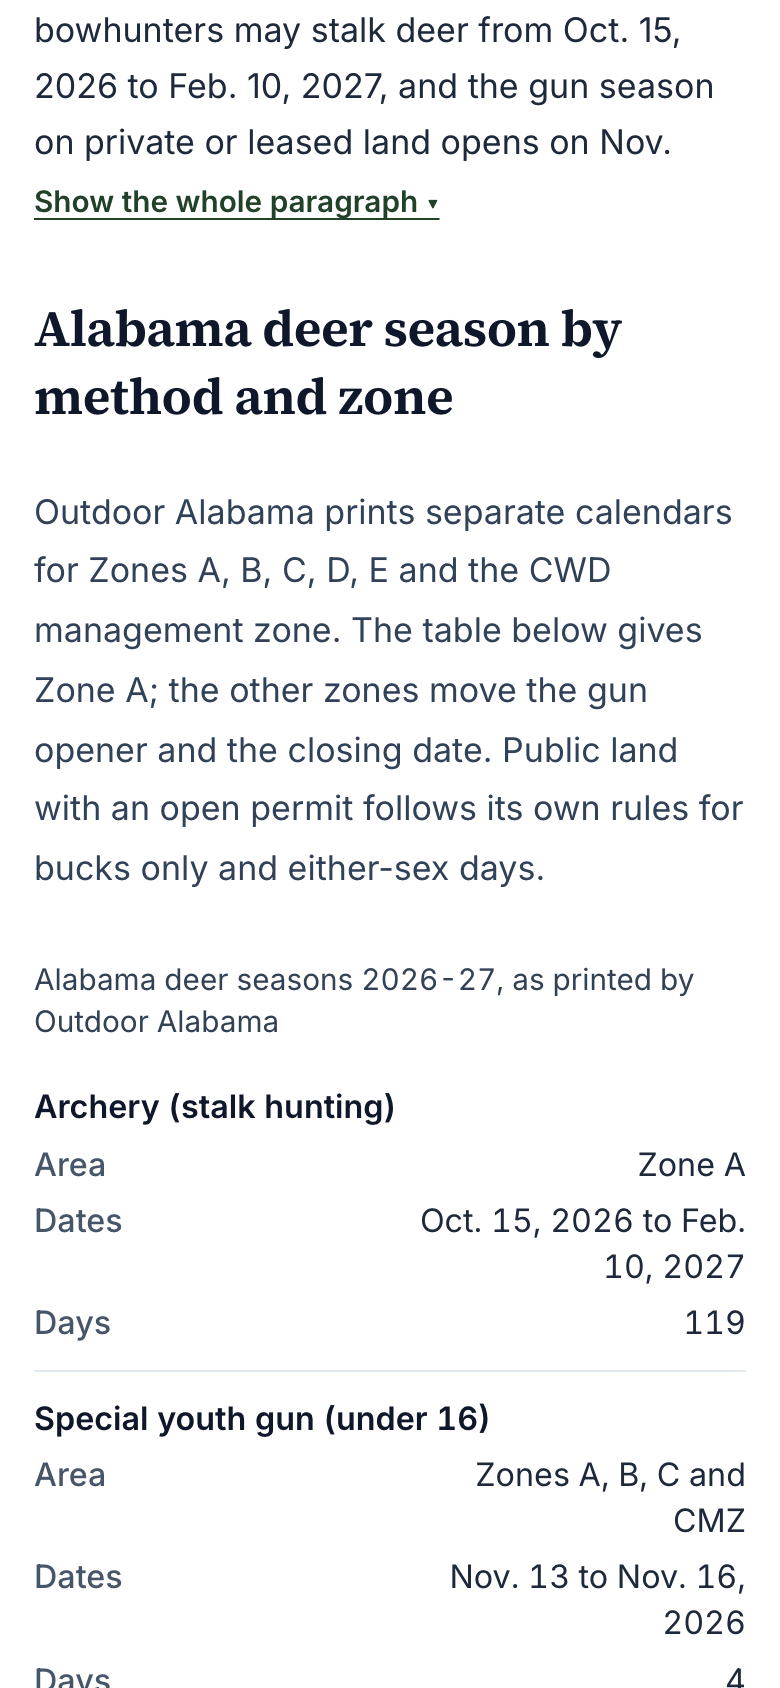 bowhunters may stalk deer from Oct. 15,
2026 to Feb. 10, 2027, and the gun season
on private or leased land opens on Nov.
Show the whole paragraph ▾
Alabama deer season by
method and zone
Outdoor Alabama prints separate calendars
for Zones A, B, C, D, E and the CWD
management zone. The table below gives
Zone A; the other zones move the gun
opener and the closing date. Public land
with an open permit follows its own rules for
bucks only and either-sex days.
Alabama deer seasons 2026-27, as printed by
Outdoor Alabama
Archery (stalk hunting)
Area Zone A
Dates Oct. 15, 2026 to Feb.
10, 2027
Days 119
Special youth gun (under 16)
Area Zones A, B, C and
CMZ
Dates Nov. 13 to Nov. 16,
2026
Days 4